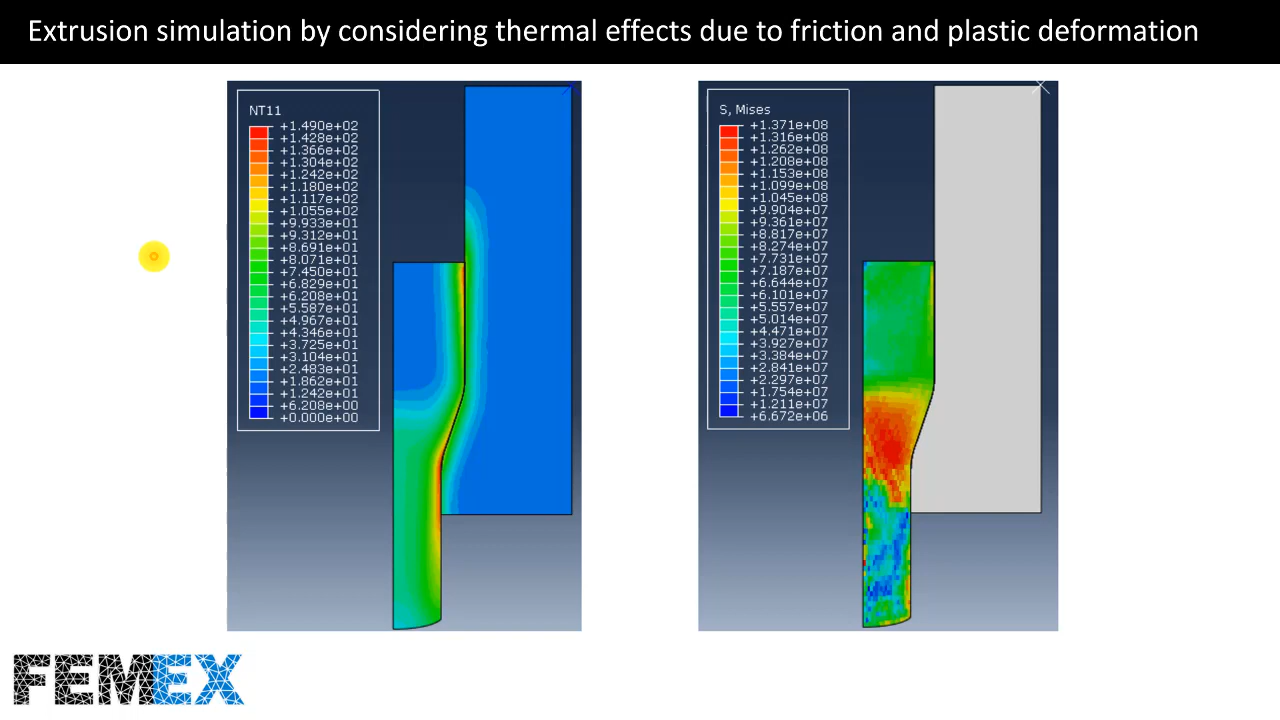 Extrusion simulation by considering thermal effects due to friction and plastic deformation
NT11
+1.490e+02
+1.428e+02
+1.366e+02
+1.304e+02
+1.242e+02
+1.180e+02
+1.117e+02
+1.055e+02
+9.933e+01
+9.312e+01
+8.691e+01
+8.071e+01
+7.450e+01
+6.829e+01
+6.208e+01
+5.587e+01
+4.967e+01
+4.346e+01
+3.725e+01
+3.104e+01
+2.483e+01
+1.862e+01
+1.242e+01
+6.208e+00
+0.000e+00
S, Mises
+1.371e+08
+1.316e+08
+1.262e+08
+1.208e+08
+1.153e+08
+1.099e+08
+1.045e+08
+9.904e+07
+9.361e+07
+8.817e+07
+8.274e+07
+7.731e+07
+7.187e+07
+6.644e+07
+6.101e+07
+5.557e+07
+5.014e+07
+4.471e+07
+3.927e+07
+3.384e+07
+2.841e+07
+2.297e+07
+1.754e+07
+1.211e+07
+6.672e+06
FEMEX